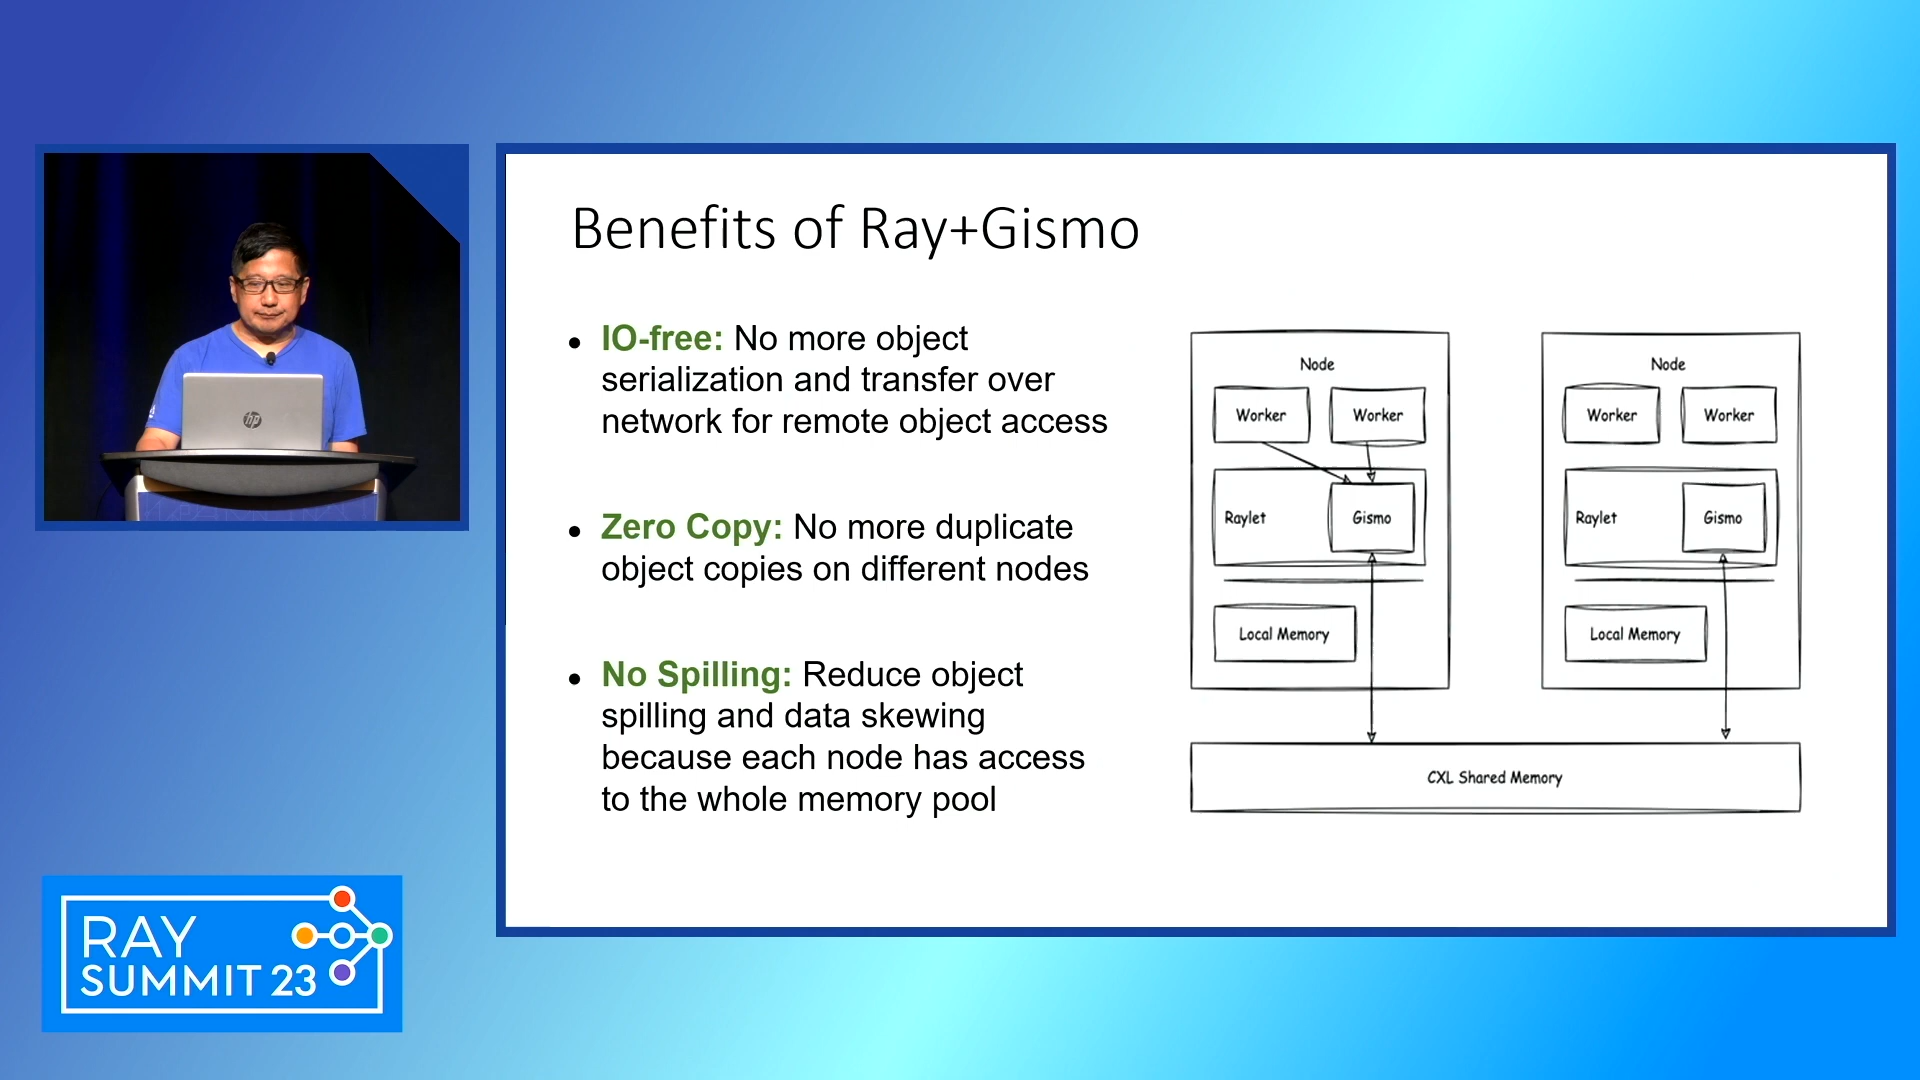 Benefits of Ray+Gismo
IO-free: No more object
serialization and transfer over
network for remote object access
Zero Copy: No more duplicate
object copies on different nodes
No Spilling: Reduce object
spilling and data skewing
because each node has access
to the whole memory pool
Node
Worker
Worker
Raylet
Gismo
Local Memory
Node
Worker
Worker
Raylet
Gismo
Local Memory
CXL Shared Memory
hp
RAY
SUMMIT 23